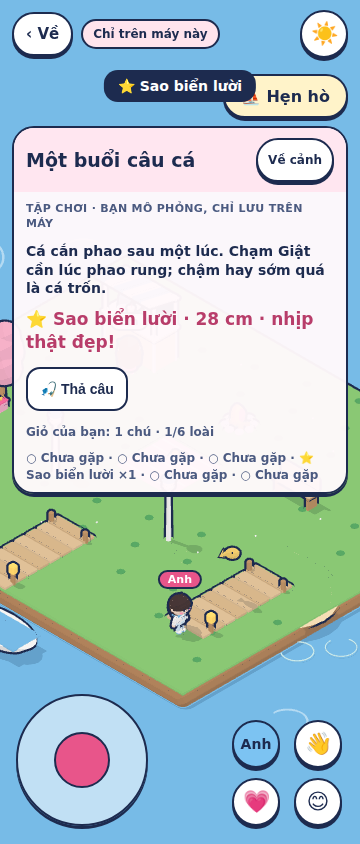 ‹ Về
Chỉ trên máy này
⭐ Sao biển lười
Hẹn hò
Một buổi câu cá
Về cảnh
TẬP CHƠI · BẠN MÔ PHỎNG, CHỈ LƯU TRÊN
MÁY
Cá cắn phao sau một lúc. Chạm Giật
cần lúc phao rung; chậm hay sớm quá
là cá trốn.
⭐ Sao biển lười · 28 cm · nhịp
thật đẹp!
🎣 Thả câu
Giỏ của bạn: 1 chú · 1/6 loài
○ Chưa gặp · ○ Chưa gặp · ○ Chưa gặp · ⭐
Sao biển lười ×1 · ○ Chưa gặp · ○ Chưa gặp
Anh
Anh